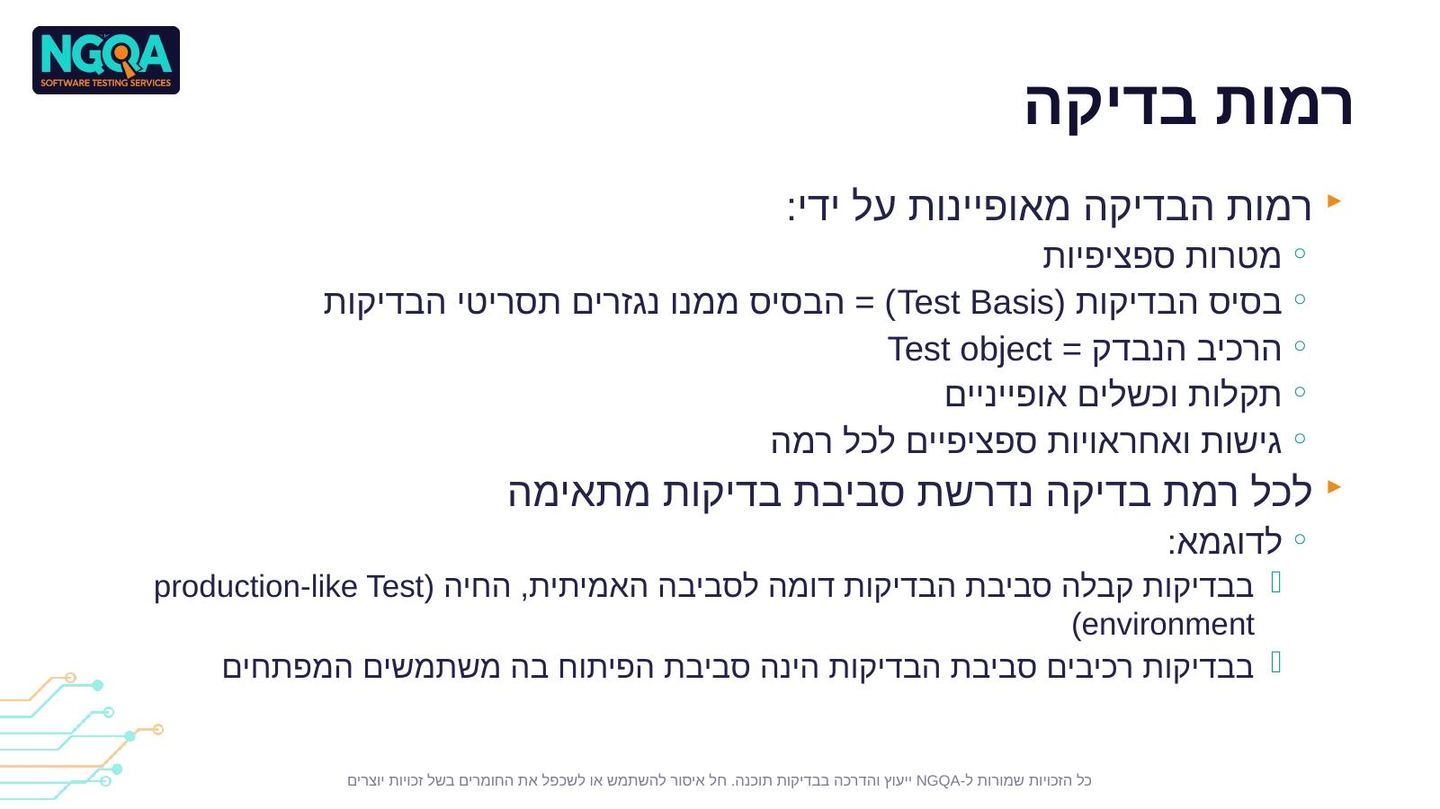 NGQA
SOFTWARE TESTING SERVICES
רמות בדיקה
רמות הבדיקה מאופיינות על ידי:
מטרות ספציפיות
בסיס הבדיקות (Test Basis) = הבסיס ממנו נגזרים תסריטי הבדיקות
הרכיב הנבדק = Test object
תקלות וכשלים אופייניים
גישות ואחראויות ספציפיים לכל רמה
לכל רמת בדיקה נדרשת סביבת בדיקות מתאימה
לדוגמא:
בבדיקות קבלה סביבת הבדיקות דומה לסביבה האמיתית, החיה (production-like Test
environment)
בבדיקות רכיבים סביבת הבדיקות הינה סביבת הפיתוח בה משתמשים המפתחים
כל הזכויות שמורות ל-NGQA ייעוץ והדרכה בבדיקות תוכנה. חל איסור להשתמש או לשכפל את החומרים בשל זכויות יוצרים